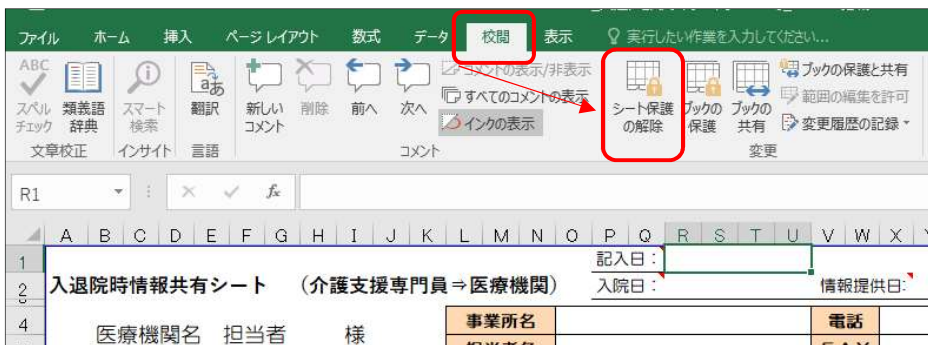 ファイル ホーム 挿入 ページ レイアウト 数式 データ 校閲 表示 実行したい作業を入力してください...
ABC
スペル チェック 類義語 辞典 スマート 検索 翻訳 新しい コメント 削除 前へ 次へ
コメントの表示/非表示
すべてのコメントの表示
インクの表示
シート保護 の解除 ブックの 保護 ブックの 共有
ブックの保護と共有
範囲の編集を許可
変更履歴の記録
文章校正 インサイト 言語 コメント 変更
R1 fx
A B C D E F G H I J K L M N O P Q R S T U V W X
1 記入日:
2 入退院時情報共有シート (介護支援専門員⇒医療機関) 入院日: 情報提供日:
3
4 医療機関名 担当者 様 事業所名 電話